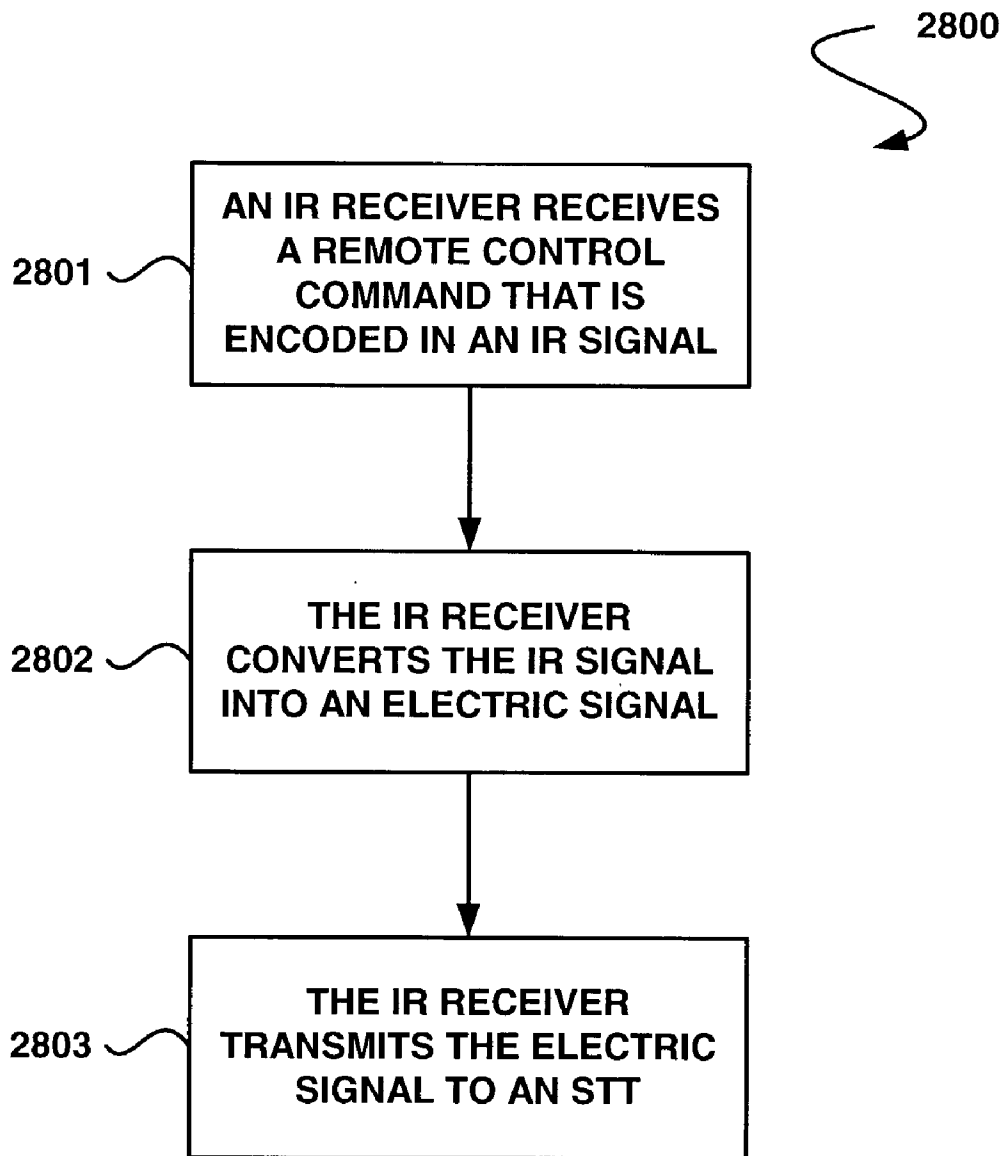 2800
AN IR RECEIVER RECEIVES
A REMOTE CONTROL
COMMAND THAT IS
ENCODED IN AN IR SIGNAL
2801
THE IR RECEIVER
CONVERTS THE IR SIGNAL
INTO AN ELECTRIC SIGNAL
2802
THE IR RECEIVER
TRANSMITS THE ELECTRIC
SIGNAL TO AN STT
2803